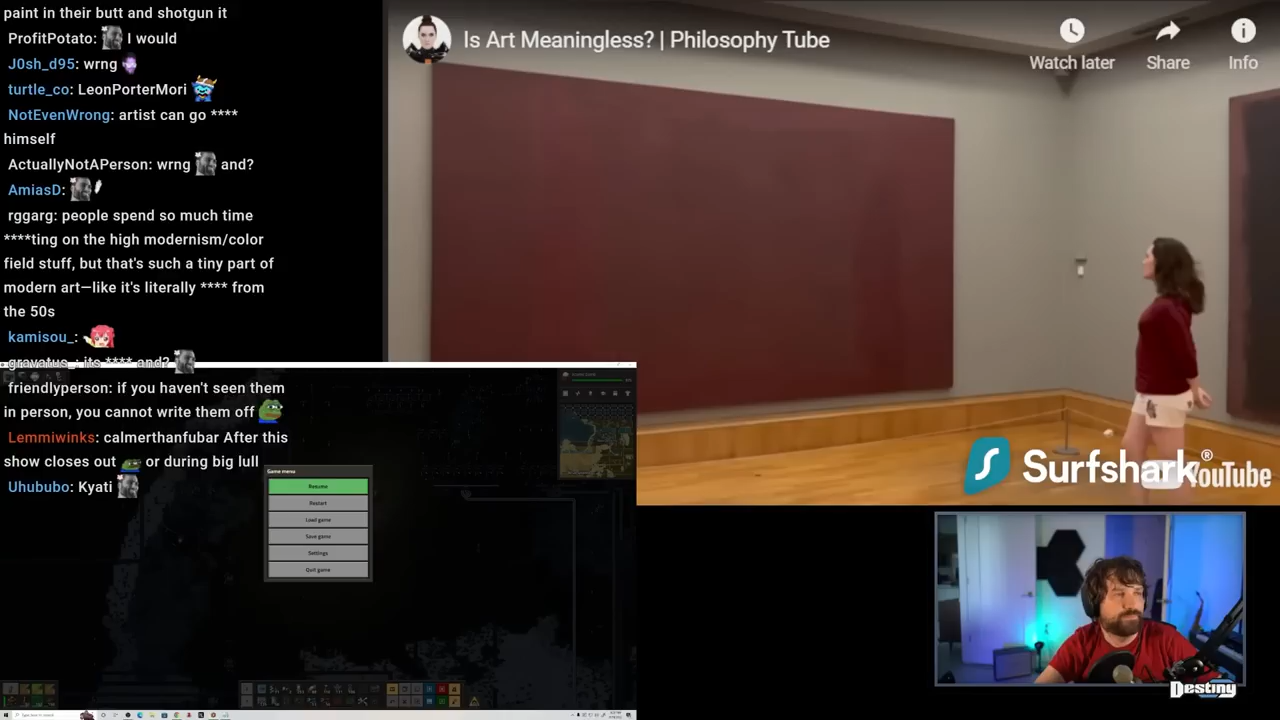 paint in their butt and shotgun it
ProfitPotato: I would
J0sh_d95: wrng
turtle_co: LeonPorterMori
NotEvenWrong: artist can go ****
himself
ActuallyNotAPerson: wrng and?
AmiasD:
rggarg: people spend so much time
****ting on the high modernism/color
field stuff, but that's such a tiny part of
modern art—like it's literally **** from
the 50s
kamisou_:
gravatus_: its **** and?
friendlyperson: if you haven't seen them
in person, you cannot write them off
Lemmiwinks: calmerthanfubar After this
show closes out or during big lull
Uhububo: Kyati
Is Art Meaningless? | Philosophy Tube
Watch later
Share
Info
Surfshark®
YouTube
Game menu
Resume
Restart
Load game
Save game
Settings
Quit game
Destiny